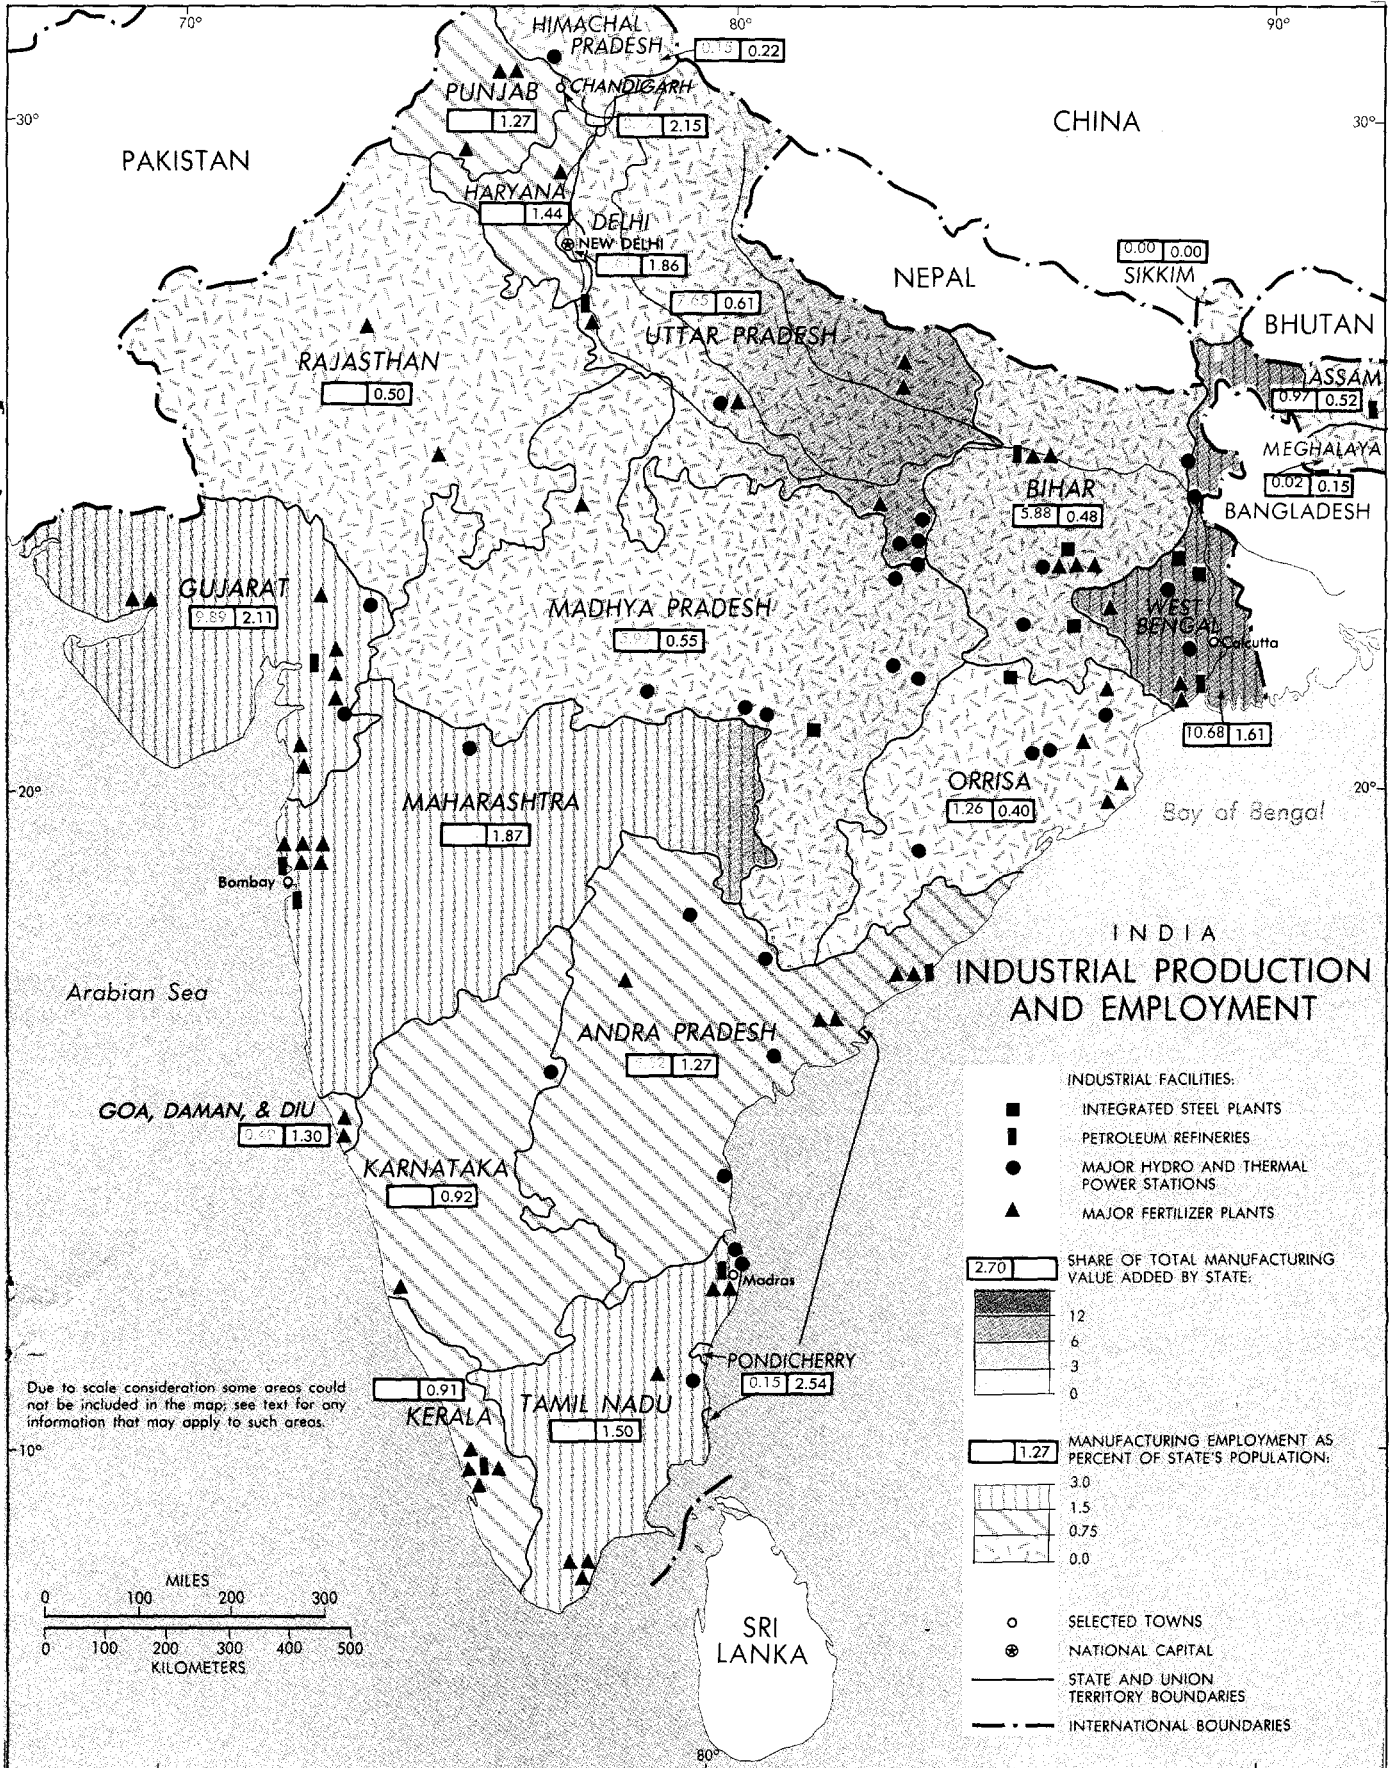 70°
80°
90°
HIMACHAL
PRADESH
0.22
CHANDIGARH
PUNJAB
1.27
2.15
30°
30°
CHINA
PAKISTAN
HARYANA
1.44
DELHI
NEW DELHI
1.86
0.00 0.00
SIKKIM
NEPAL
7.65 0.61
BHUTAN
UTTAR PRADESH
RAJASTHAN
0.50
ASSAM
0.97 0.52
MEGHALAYA
0.02 0.15
BIHAR
5.88 0.48
BANGLADESH
GUJARAT
9.89 2.11
MADHYA PRADESH
0.55
WEST
BENGAL
Calcutta
10.68 1.61
ORRISA
1.26 0.40
20°
20°
MAHARASHTRA
1.87
Bay of Bengal
Bombay
INDIA
INDUSTRIAL PRODUCTION
AND EMPLOYMENT
Arabian Sea
ANDRA PRADESH
1.27
GOA, DAMAN, & DIU
1.30
KARNATAKA
0.92
INDUSTRIAL FACILITIES:
INTEGRATED STEEL PLANTS
PETROLEUM REFINERIES
MAJOR HYDRO AND THERMAL
POWER STATIONS
MAJOR FERTILIZER PLANTS
2.70
SHARE OF TOTAL MANUFACTURING
VALUE ADDED BY STATE:
12
6
3
0
Madras
PONDICHERRY
0.15 2.54
Due to scale consideration some areas could
not be included in the map; see text for any
information that may apply to such areas.
0.91
KERALA
TAMIL NADU
1.50
10°
10°
1.27
MANUFACTURING EMPLOYMENT AS
PERCENT OF STATE'S POPULATION:
3.0
1.5
0.75
0.0
MILES
0 100 200 300
0 100 200 300 400 500
KILOMETERS
SRI
LANKA
SELECTED TOWNS
NATIONAL CAPITAL
STATE AND UNION
TERRITORY BOUNDARIES
INTERNATIONAL BOUNDARIES
80°